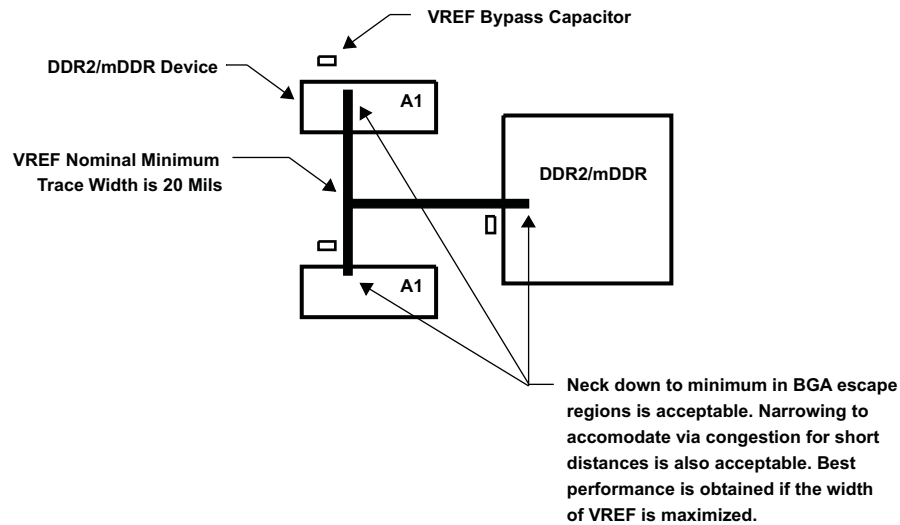 VREF Bypass Capacitor
DDR2/mDDR Device
A1
VREF Nominal Minimum
Trace Width is 20 Mils
DDR2/mDDR
A1
Neck down to minimum in BGA escape
regions is acceptable. Narrowing to
accomodate via congestion for short
distances is also acceptable. Best
performance is obtained if the width
of VREF is maximized.